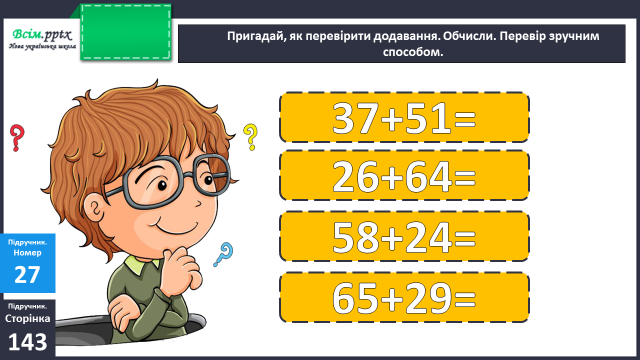 Всім.pptx
Нова українська школа
Пригадай, як перевірити додавання. Обчисли. Перевір зручним
способом.
37+51=
26+64=
58+24=
65+29=
Підручник.
Номер
27
Підручник.
Сторінка
143